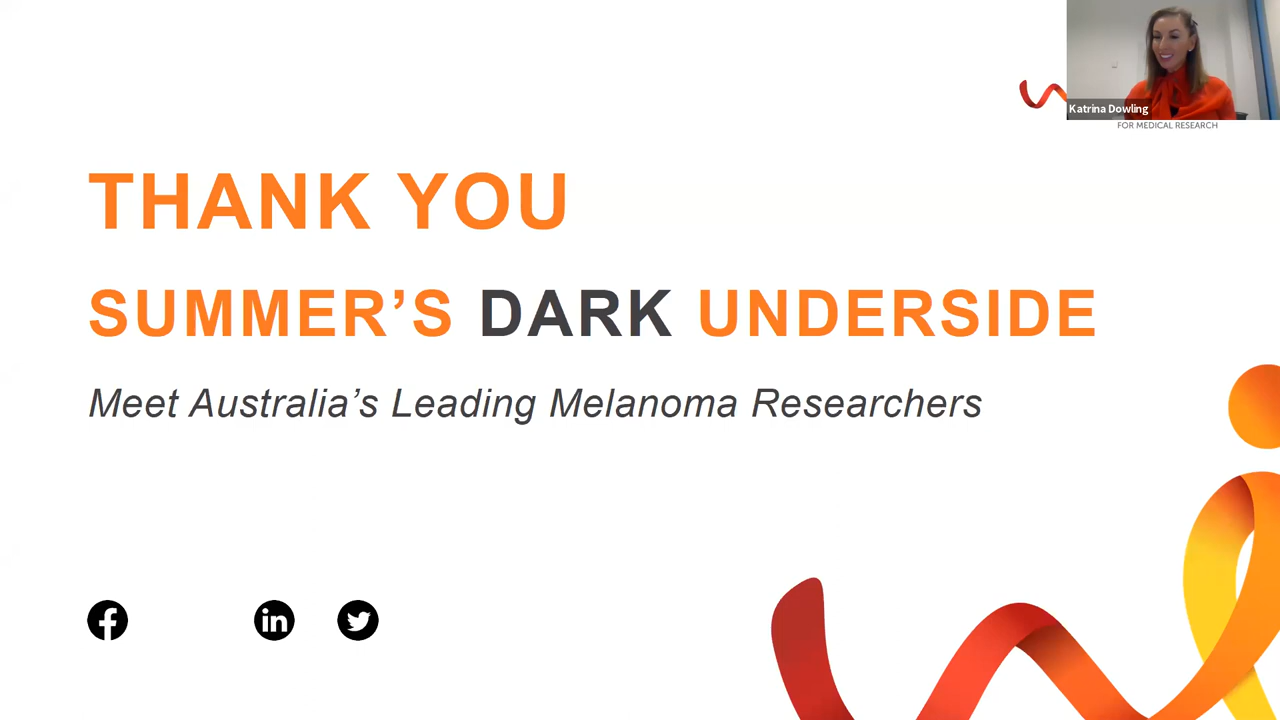 Katrina Dowling
FOR MEDICAL RESEARCH
THANK YOU
SUMMER’S DARK UNDERSIDE
Meet Australia’s Leading Melanoma Researchers